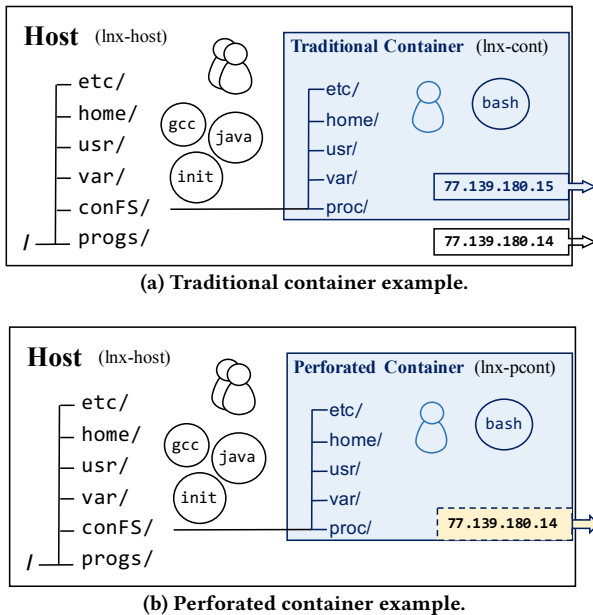 Host (lnx-host)
Traditional Container (lnx-cont)
etc/
home/
usr/
var/
conFS/
/
progs/
gcc
java
init
etc/
home/
usr/
var/
proc/
bash
77.139.180.15
77.139.180.14
(a) Traditional container example.
Host (lnx-host)
Perforated Container (lnx-pcont)
etc/
home/
usr/
var/
conFS/
/
progs/
gcc
java
init
etc/
home/
usr/
var/
proc/
bash
77.139.180.14
(b) Perforated container example.